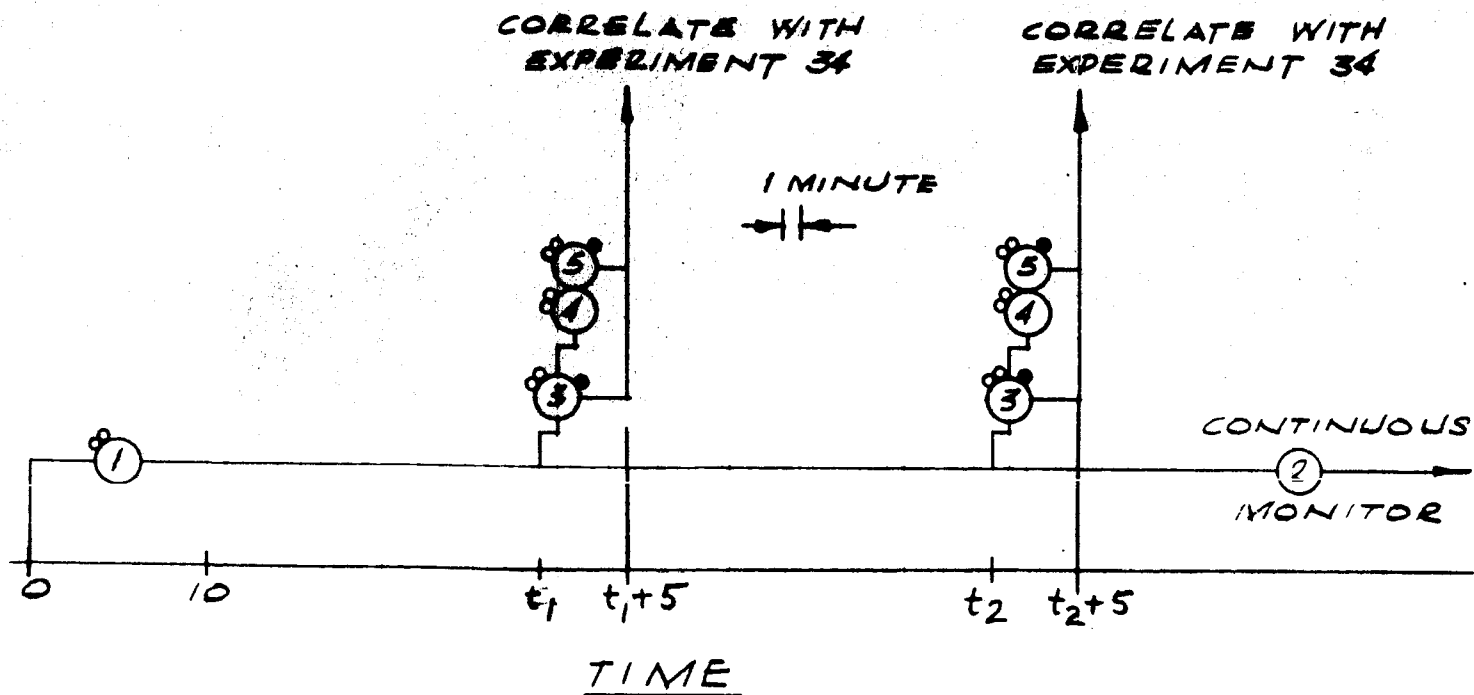 CORRELATE WITH
EXPERIMENT 34
CORRELATE WITH
EXPERIMENT 34
1 MINUTE
5
4
3
5
4
3
1
CONTINUOUS
2
MONITOR
0
10
t₁
t₁+5
t₂
t₂+5
TIME